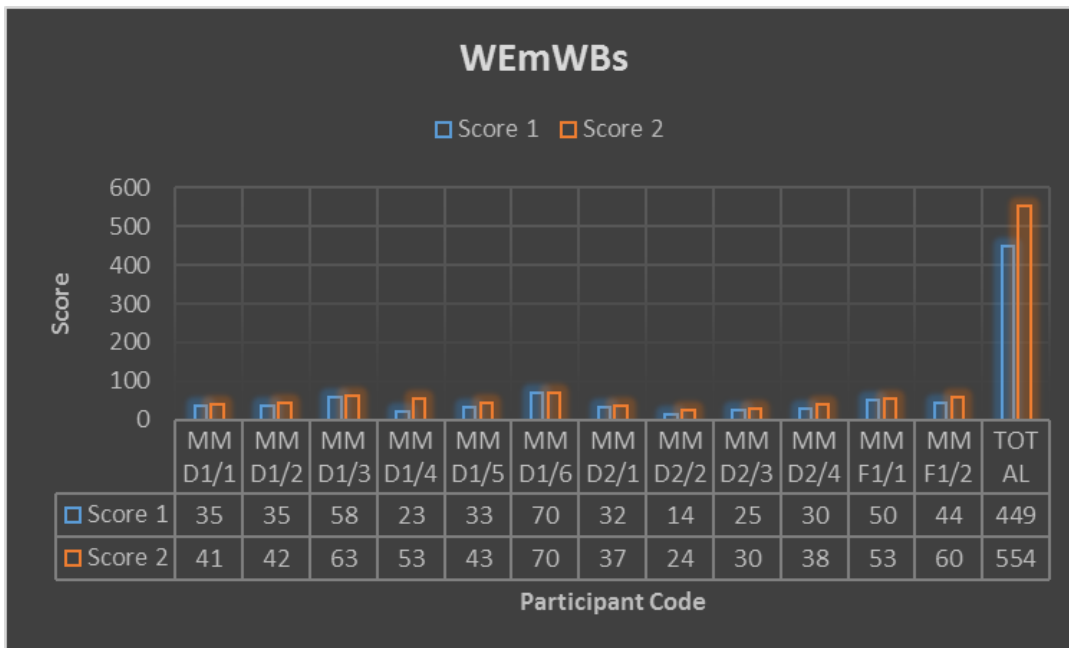 WEmWBs
Score 1 Score 2
600
500
400
300
200
100
0
Score
MM MM MM MM MM MM MM MM MM MM MM MM TOT
D1/1 D1/2 D1/3 D1/4 D1/5 D1/6 D2/1 D2/2 D2/3 D2/4 F1/1 F1/2 AL
Score 1 35 35 58 23 33 70 32 14 25 30 50 44 449
Score 2 41 42 63 53 43 70 37 24 30 38 53 60 554
Participant Code